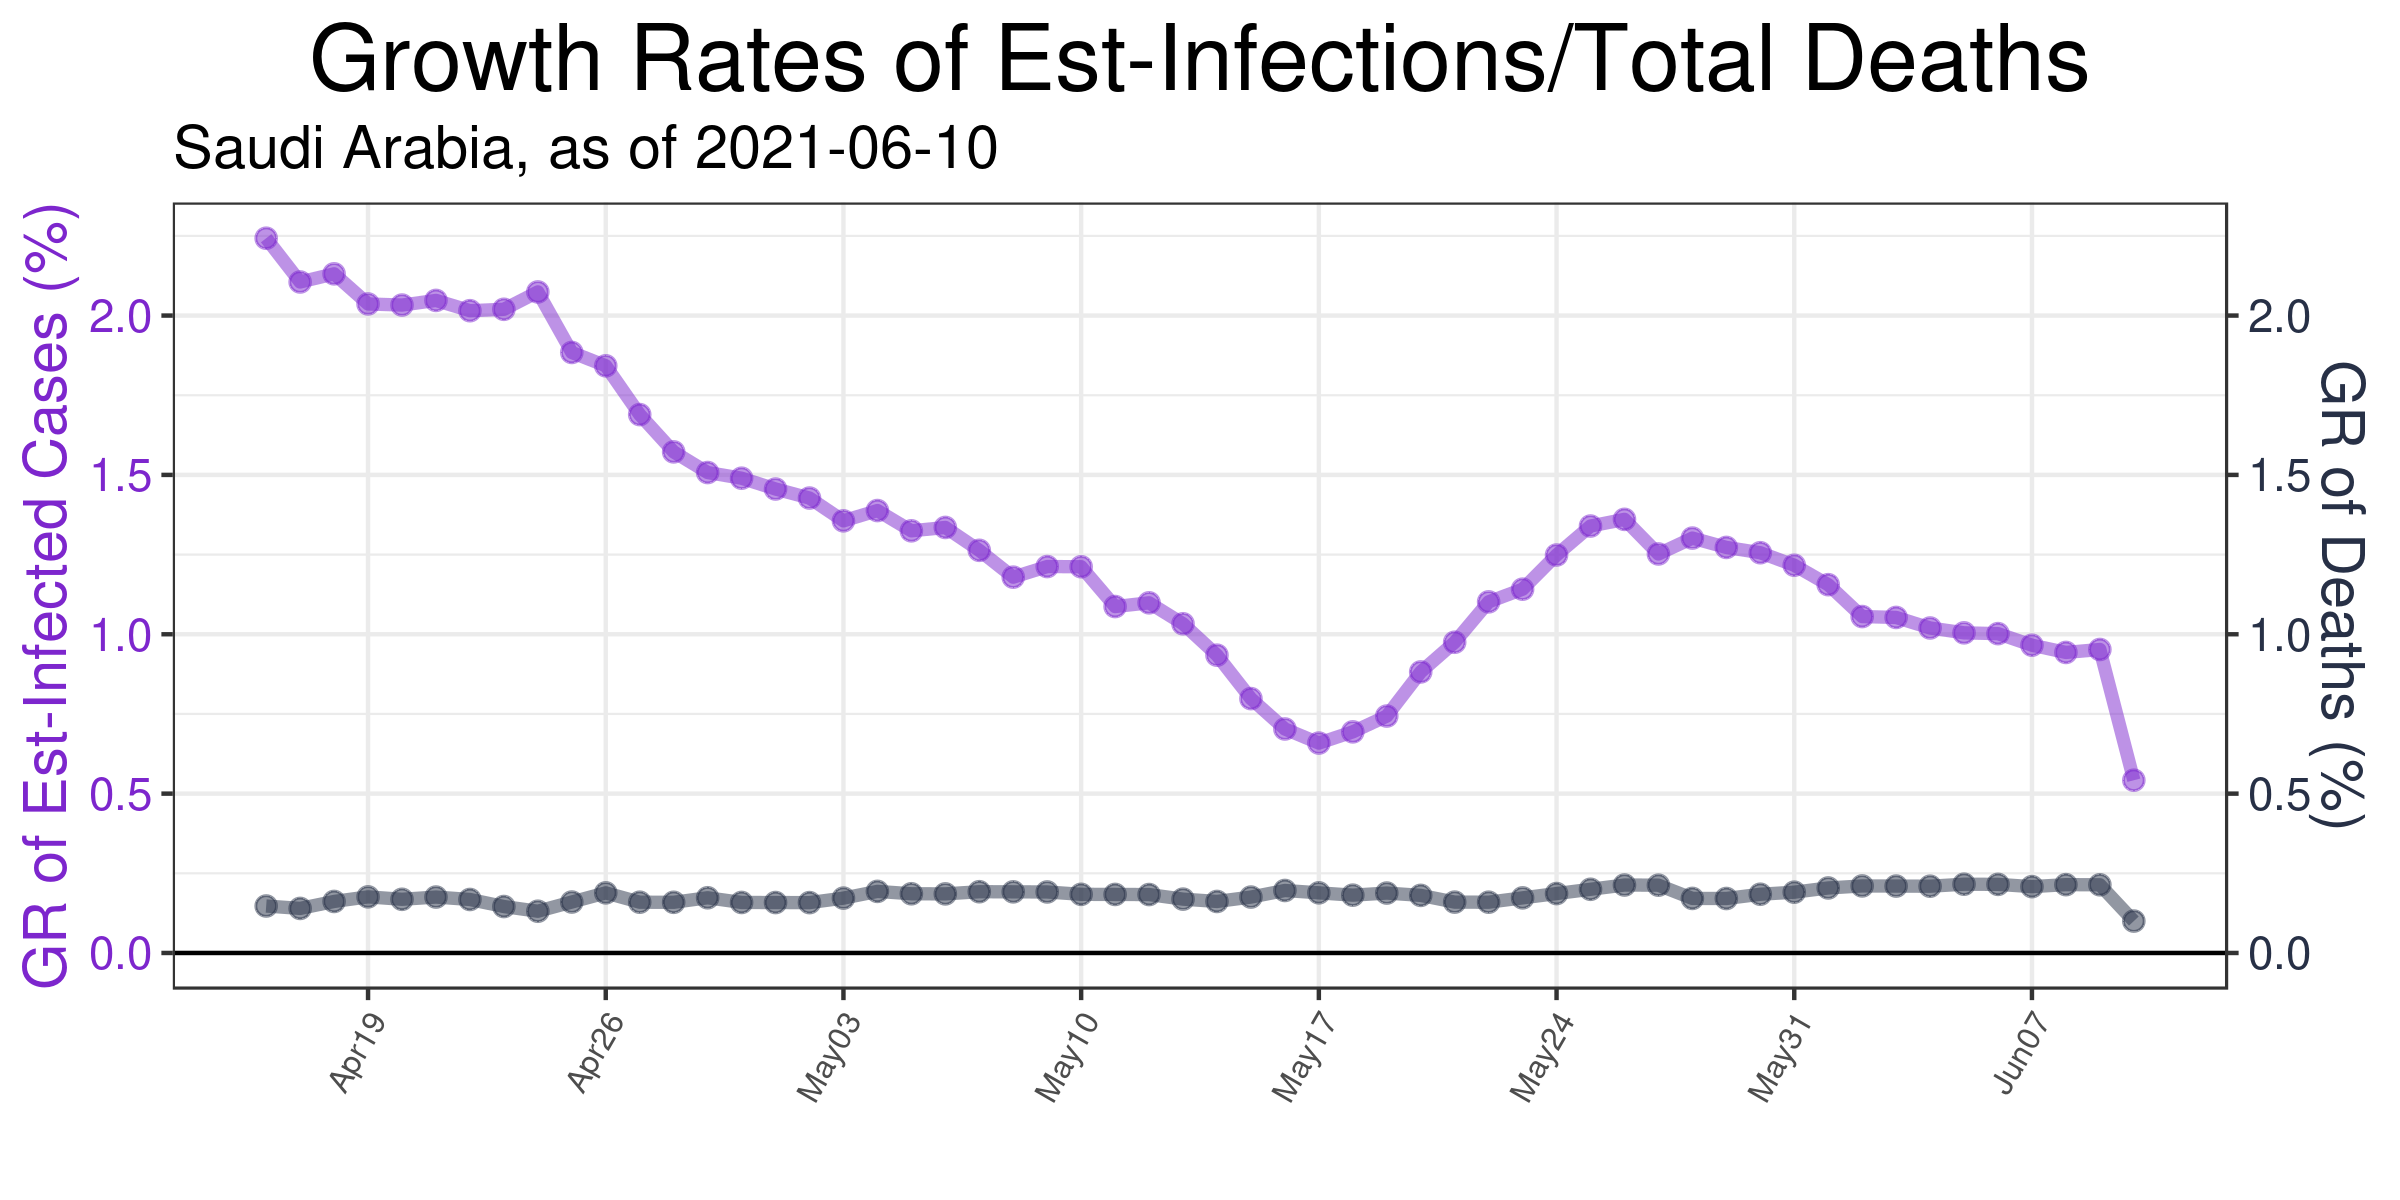 Growth Rates of Est-Infections/Total Deaths
Saudi Arabia, as of 2021-06-10
GR of Est-Infected Cases (%)
2.0
1.5
1.0
0.5
0.0
2.0
1.5
1.0
0.5
0.0
GR of Deaths (%)
Apr19
Apr26
May03
May10
May17
May24
May31
Jun07